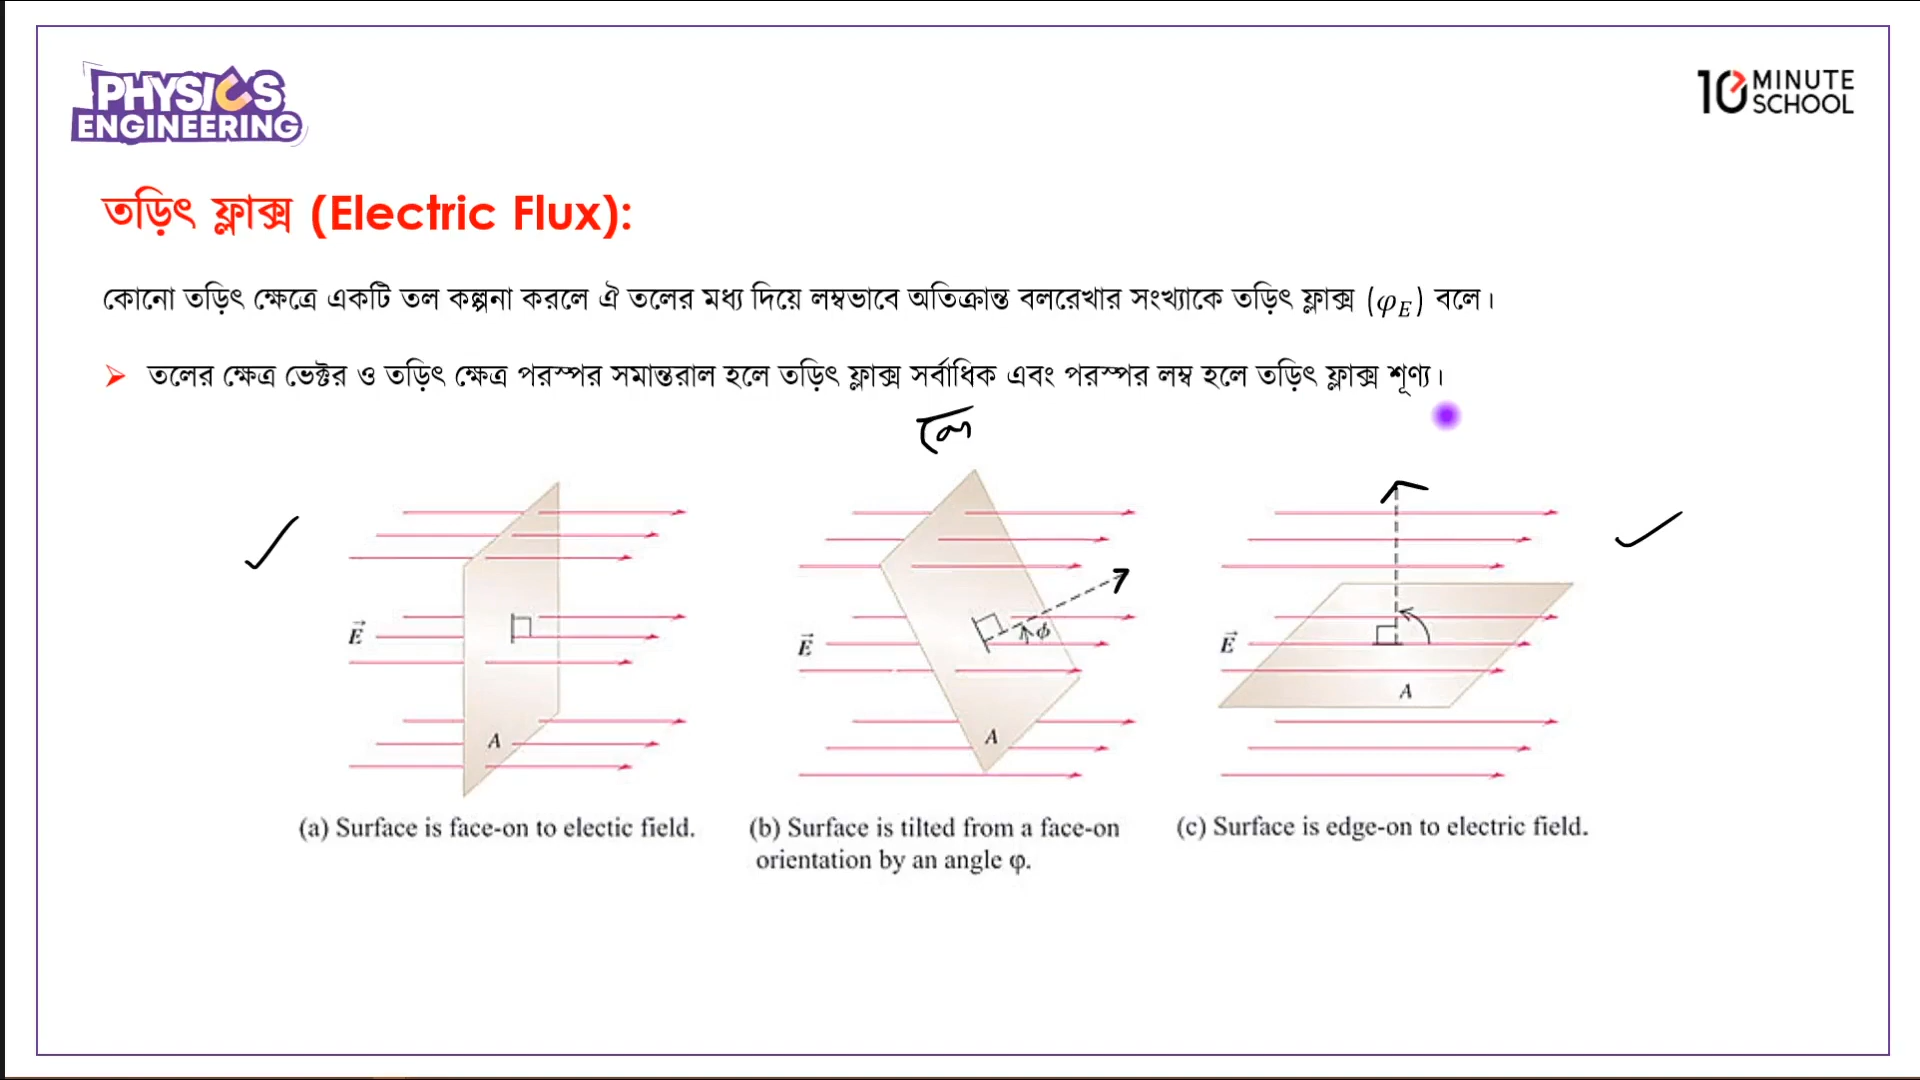 PHYSICS
ENGINEERING
10 MINUTE
SCHOOL
তড়িৎ ফ্লাক্স (Electric Flux):
কোনো তড়িৎ ক্ষেত্রে একটি তল কল্পনা করলে ঐ তলের মধ্য দিয়ে লম্বভাবে অতিক্রান্ত বলরেখার সংখ্যাকে তড়িৎ ফ্লাক্স (φ_E) বলে।
➢ তলের ক্ষেত্র ভেক্টর ও তড়িৎ ক্ষেত্র পরস্পর সমান্তরাল হলে তড়িৎ ফ্লাক্স সর্বাধিক এবং পরস্পর লম্ব হলে তড়িৎ ফ্লাক্স শূণ্য।
E⃗
A
(a) Surface is face-on to electic field.
E⃗
ϕ
A
(b) Surface is tilted from a face-on
orientation by an angle φ.
E⃗
A
(c) Surface is edge-on to electric field.